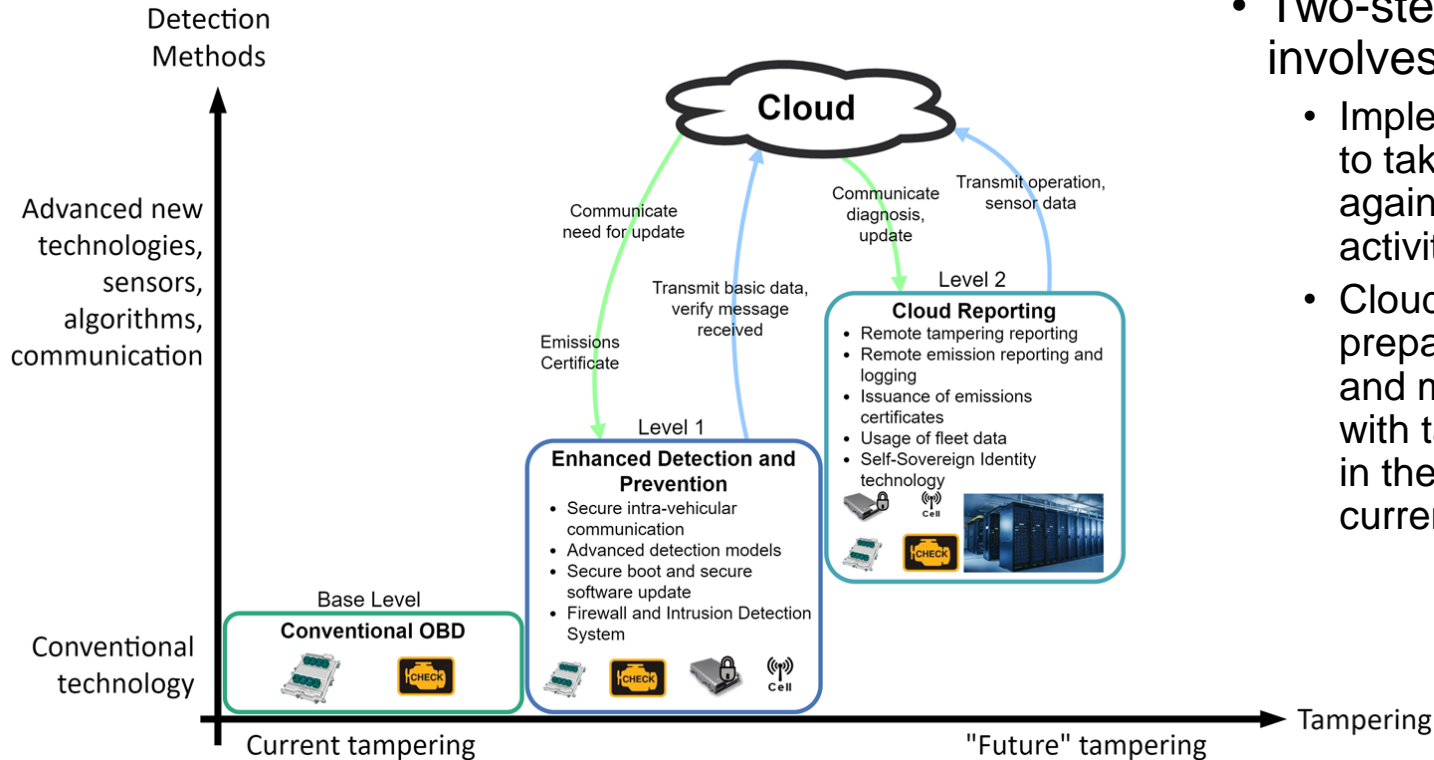 Detection
Methods
Advanced new
technologies,
sensors,
algorithms,
communication
Conventional
technology
Cloud
Communicate
need for update
Emissions
Certificate
Transmit basic data,
verify message
received
Communicate
diagnosis,
update
Transmit operation,
sensor data
Base Level
Conventional OBD
CHECK
Level 1
Enhanced Detection and
Prevention
• Secure intra-vehicular
communication
• Advanced detection models
• Secure boot and secure
software update
• Firewall and Intrusion Detection
System
CHECK
Cell
Level 2
Cloud Reporting
• Remote tampering reporting
• Remote emission reporting and
logging
• Issuance of emissions
certificates
• Usage of fleet data
• Self-Sovereign Identity
technology
Cell
CHECK
Current tampering
"Future" tampering
Tampering
• 
involves
• 
to
activit
• Cloud
prepa
and
with
in the
curren